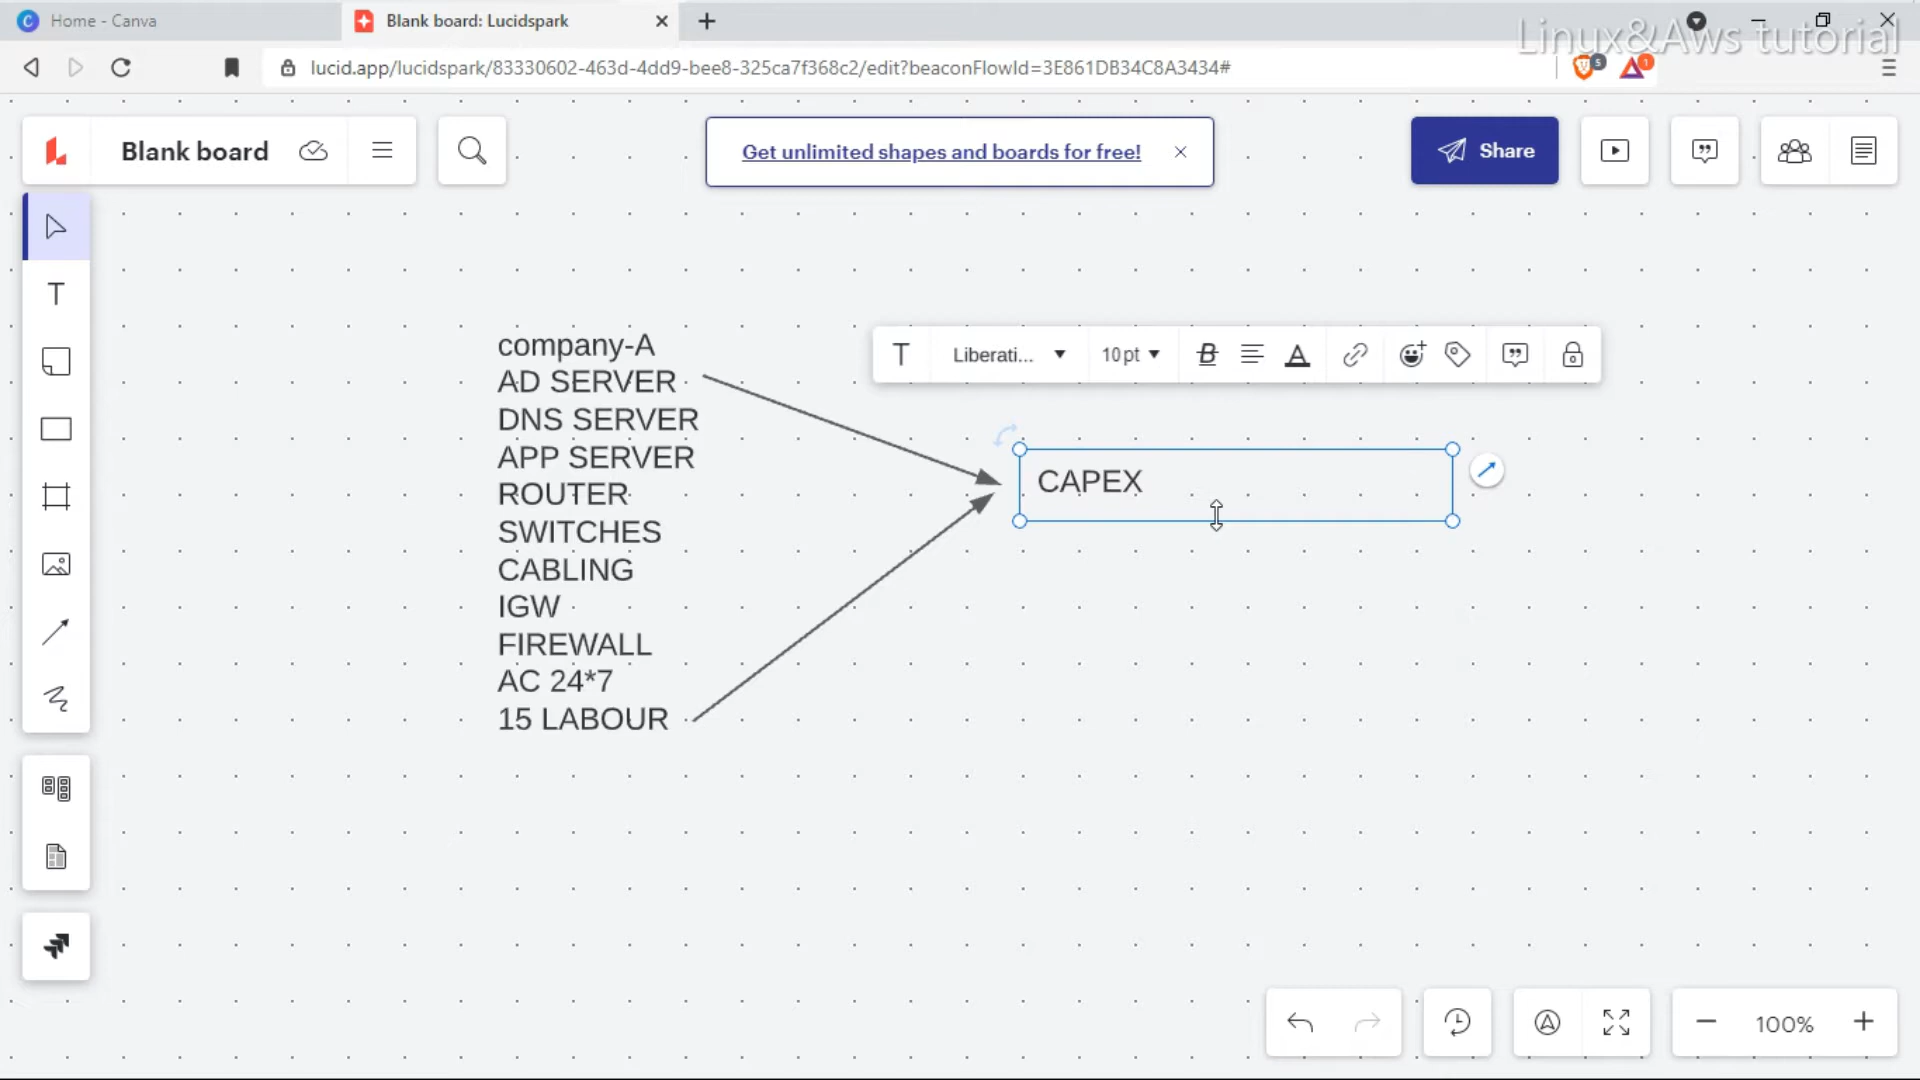 Home - Canva
Blank board: Lucidspark
Linux&Aws tutorial
lucid.app/lucidspark/83330602-463d-4dd9-bee8-325ca7f368c2/edit?beaconFlowId=3E861DB34C8A3434#
5
1
Blank board
Get unlimited shapes and boards for free!
Share
T
company-A
AD SERVER
DNS SERVER
APP SERVER
ROUTER
SWITCHES
CABLING
IGW
FIREWALL
AC 24*7
15 LABOUR
T Liberati... 10pt B A
CAPEX
100%